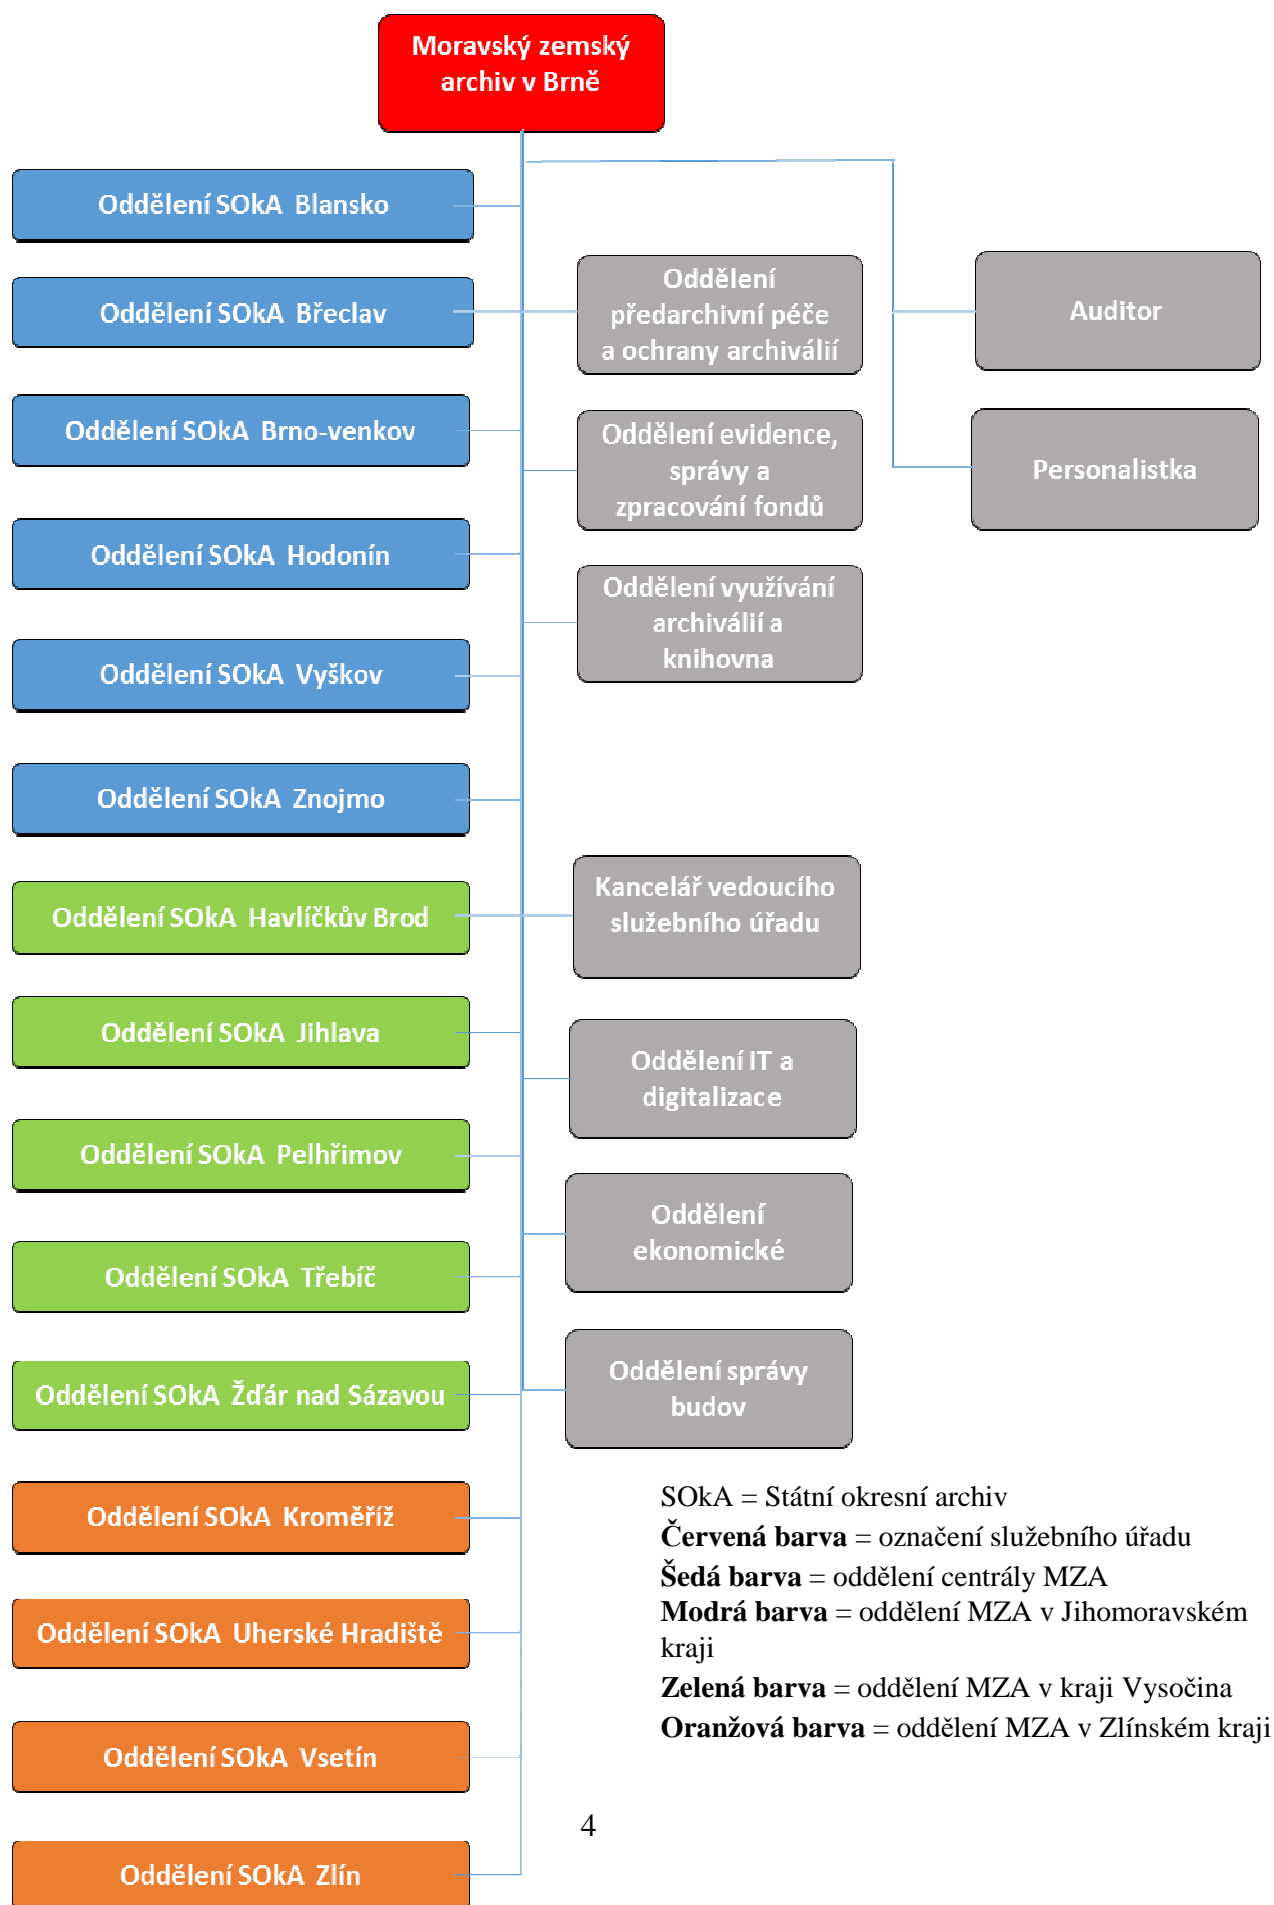 Moravský zemský
archiv v Brně
Oddělení SOkA Blansko
Oddělení SOkA Břeclav
Oddělení SOkA Brno-venkov
Oddělení SOkA Hodonín
Oddělení SOkA Vyškov
Oddělení SOkA Znojmo
Oddělení SOkA Havlíčkův Brod
Oddělení SOkA Jihlava
Oddělení SOkA Pelhřimov
Oddělení SOkA Třebíč
Oddělení SOkA Žďár nad Sázavou
Oddělení SOkA Kroměříž
Oddělení SOkA Uherské Hradiště
Oddělení SOkA Vsetín
Oddělení SOkA Zlín
Oddělení
předarchivní péče
a ochrany archiválií
Oddělení evidence,
správy a
zpracování fondů
Oddělení využívání
archiválií a
knihovna
Kancelář vedoucího
služebního úřadu
Oddělení IT a
digitalizace
Oddělení
ekonomické
Oddělení správy
budov
Auditor
Personalistka
SOkA = Státní okresní archiv
Červená barva = označení služebního úřadu
Šedá barva = oddělení centrály MZA
Modrá barva = oddělení MZA v Jihomoravském
kraji
Zelená barva = oddělení MZA v kraji Vysočina
Oranžová barva = oddělení MZA v Zlínském kraji
4